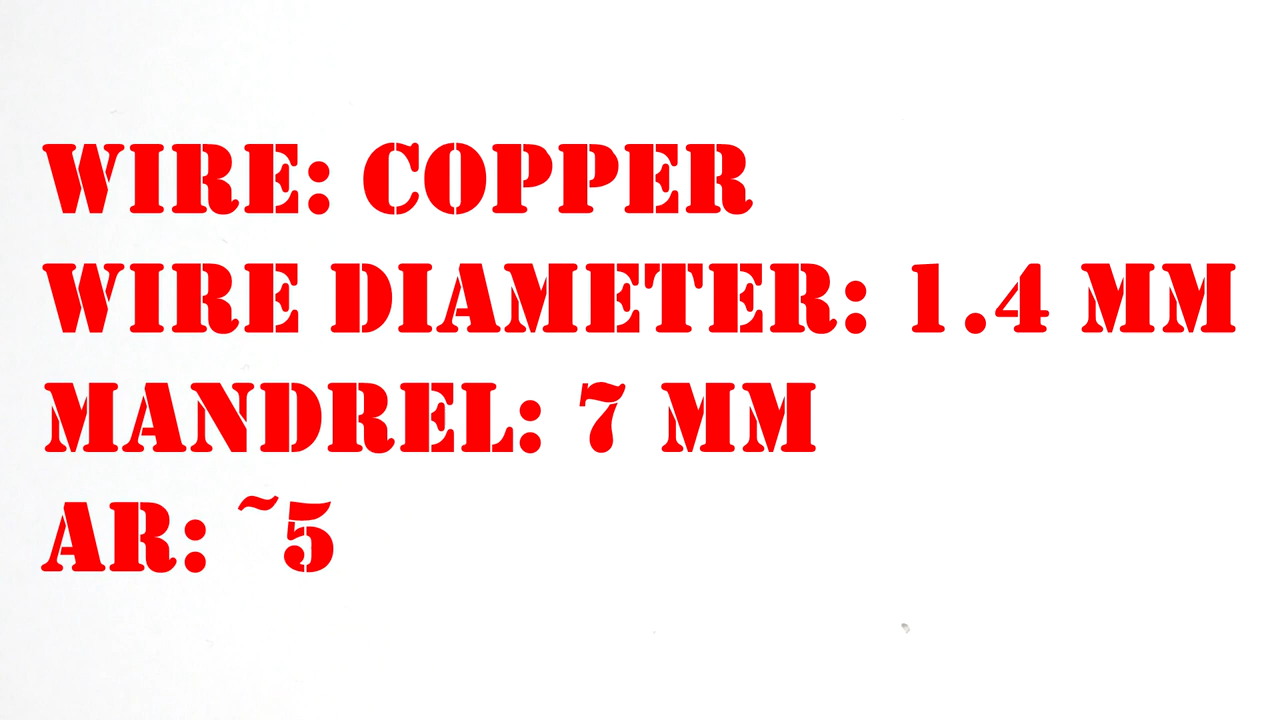 WIRE: COPPER
WIRE DIAMETER: 1.4 MM
MANDREL: 7 MM
AR: ~5